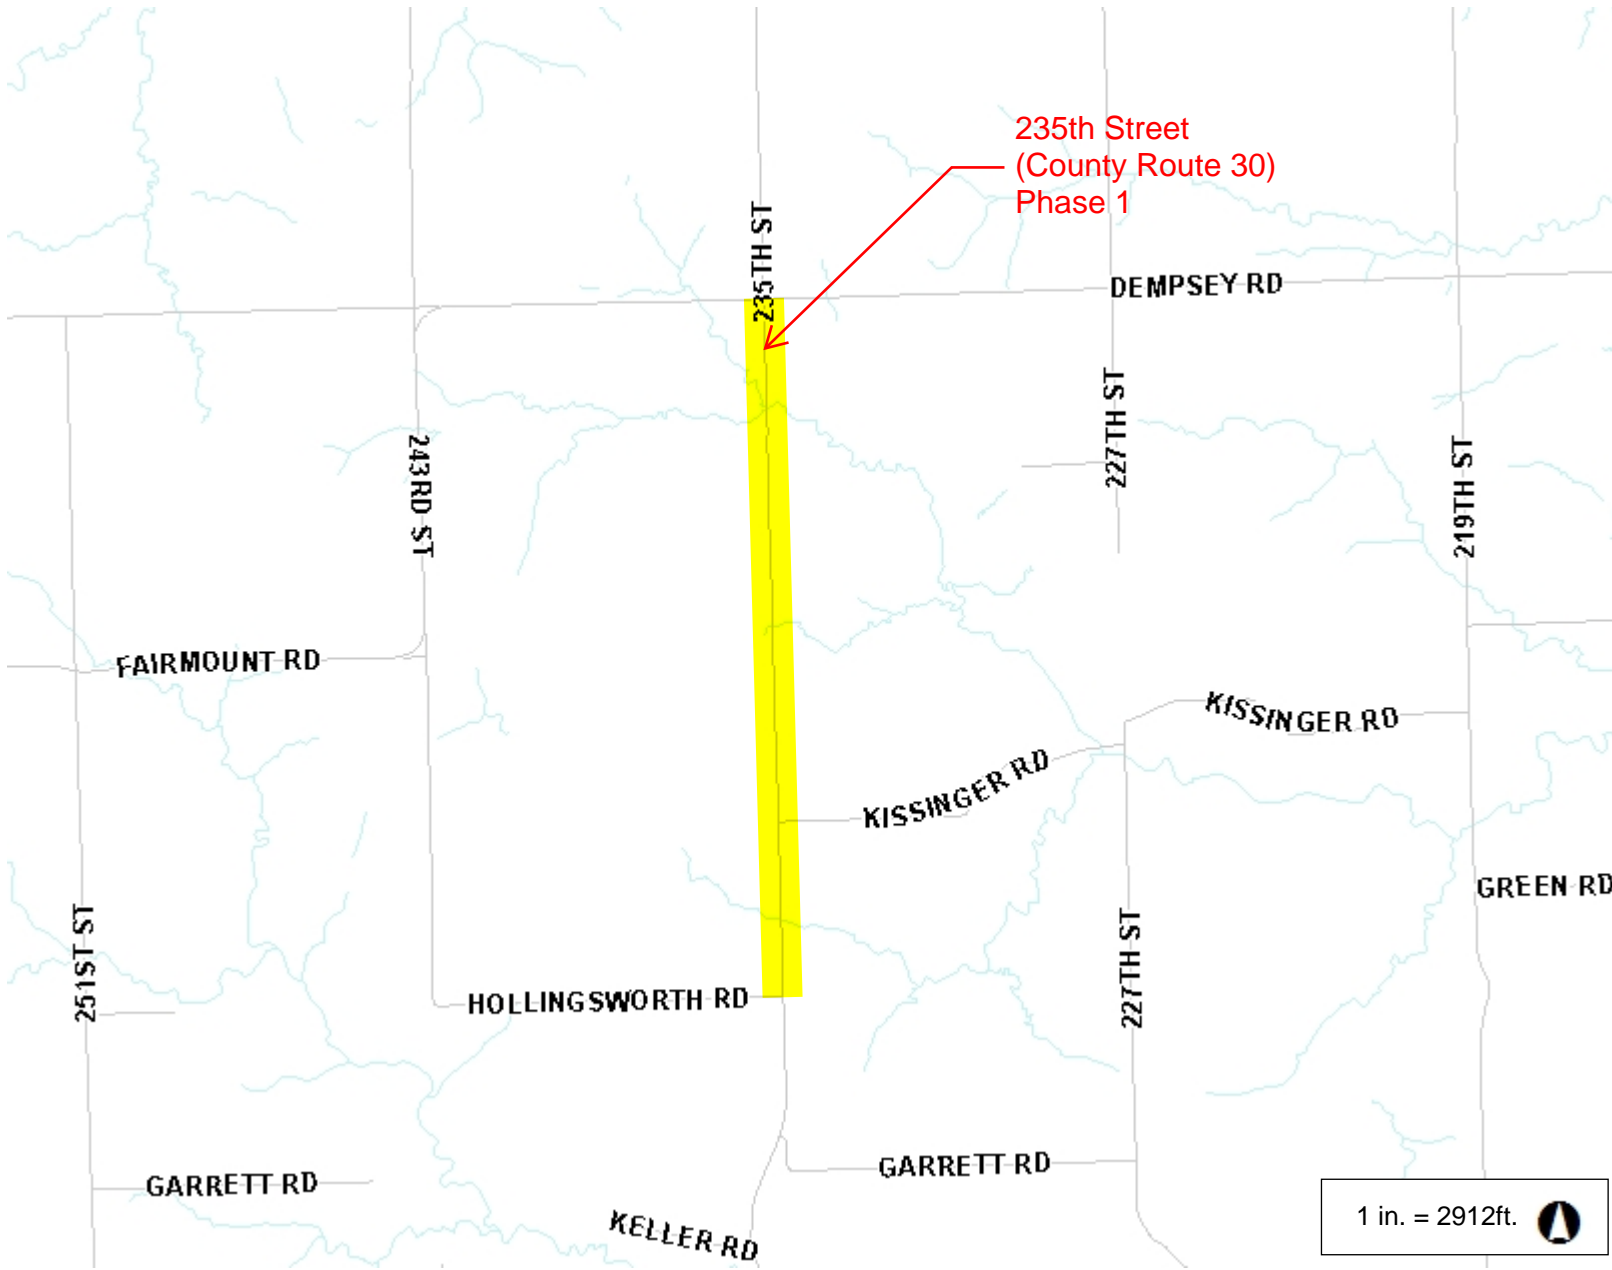 235th Street
(County Route 30)
Phase 1
235TH ST
DEMPSEY RD
227TH ST
243RD ST
219TH ST
FAIRMOUNT RD
KISSINGER RD
KISSINGER RD
GREEN RD
251ST ST
227TH ST
HOLLINGSWORTH RD
GARRETT RD
GARRETT RD
KELLER RD
1 in. = 2912ft.